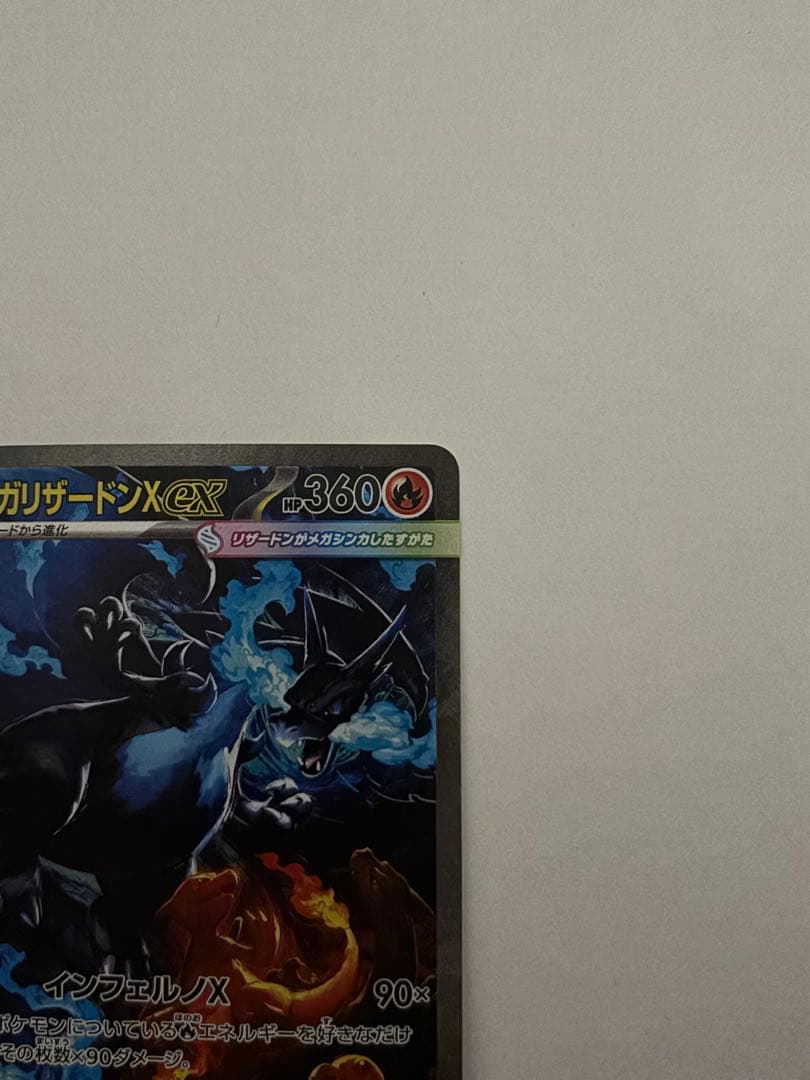 ガリザードンXex HP360
ードから進化
リザードンがメガシンカしたすがた
インフェルノX 90×
ポケモンについている エネルギーを好きなだけ
その枚数×90ダメージ。